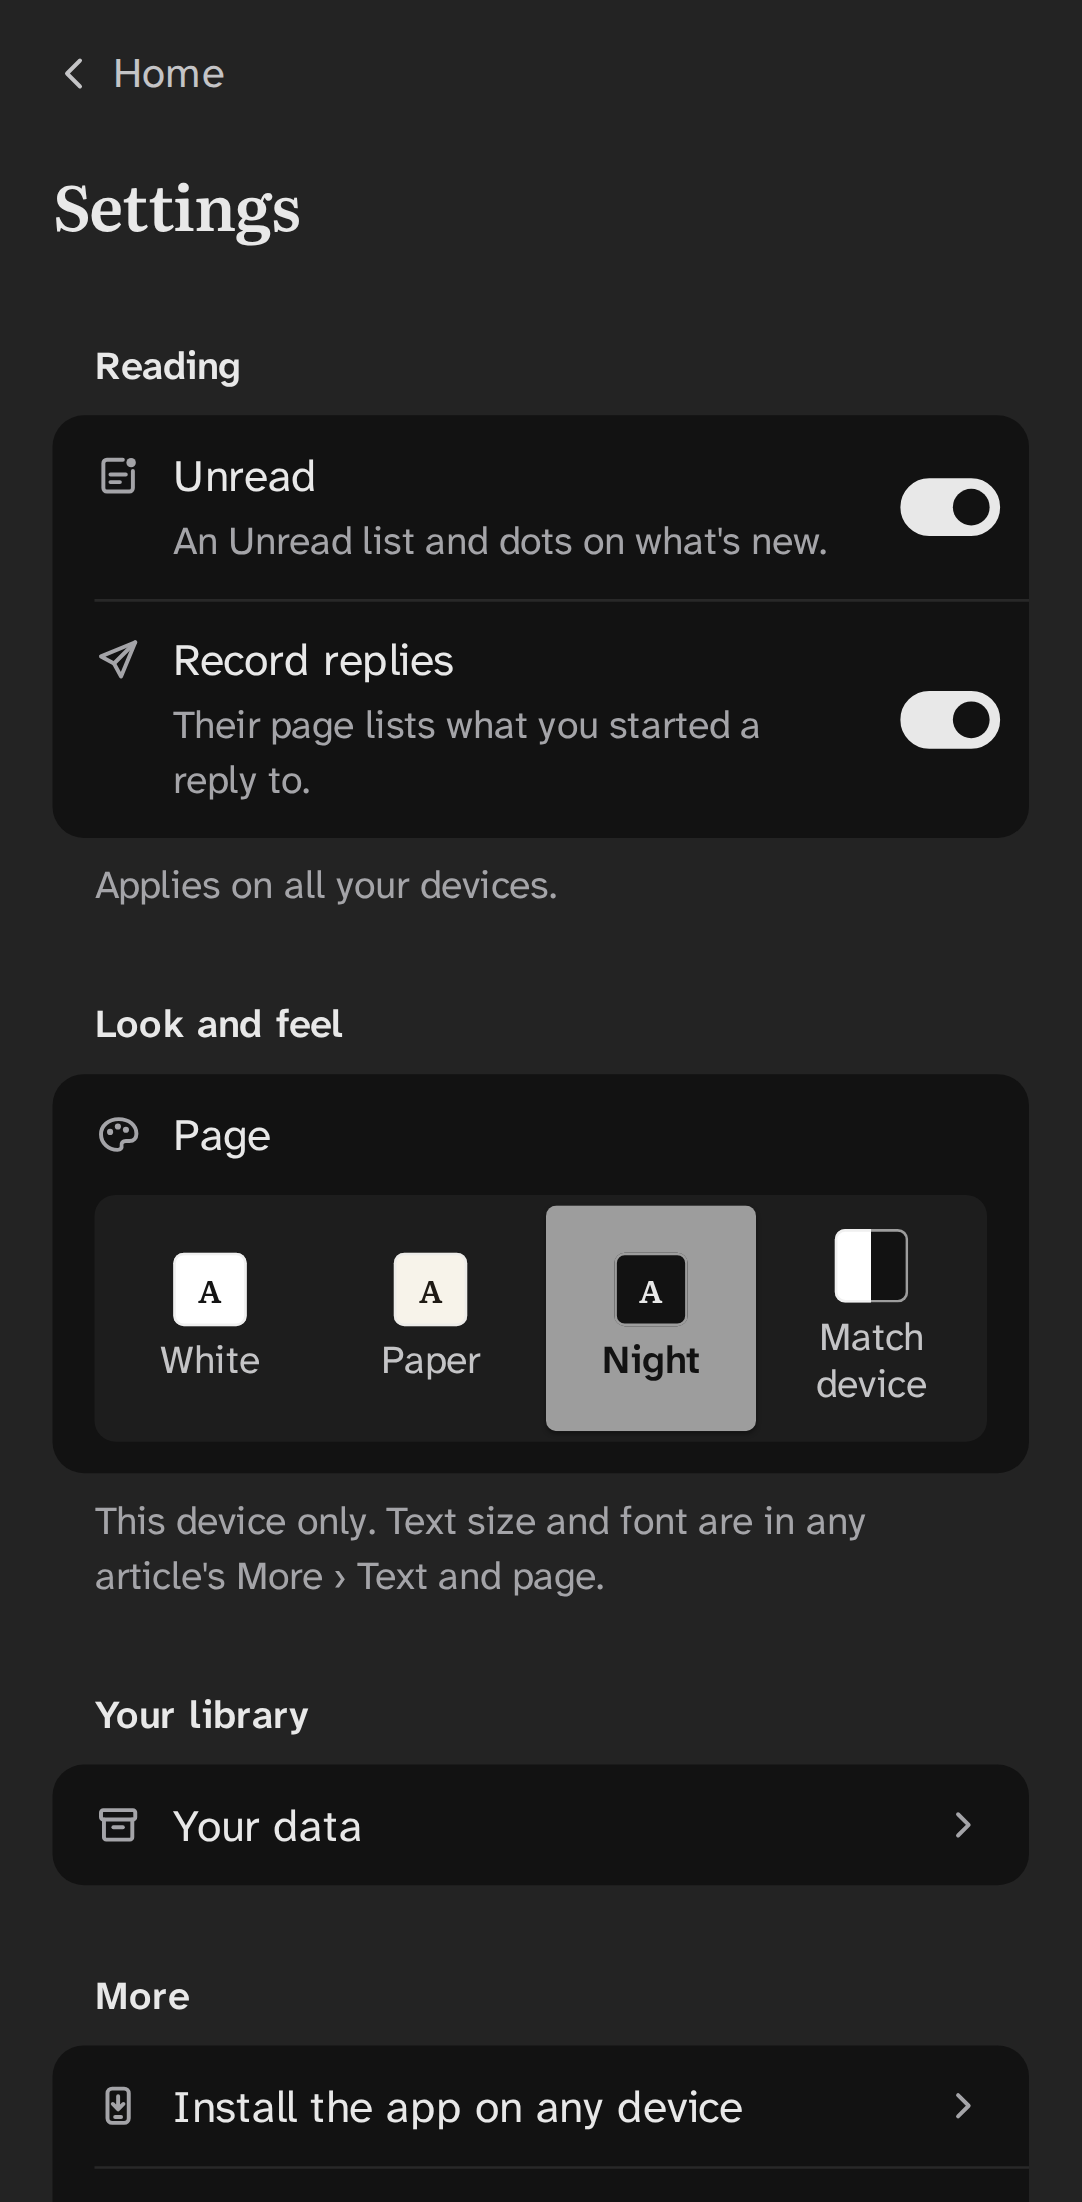 Home
Settings
Reading
Unread
An Unread list and dots on what's new.
Record replies
Their page lists what you started a
reply to.
Applies on all your devices.
Look and feel
Page
A
White
A
Paper
A
Night
Match
device
This device only. Text size and font are in any
article's More › Text and page.
Your library
Your data
More
Install the app on any device